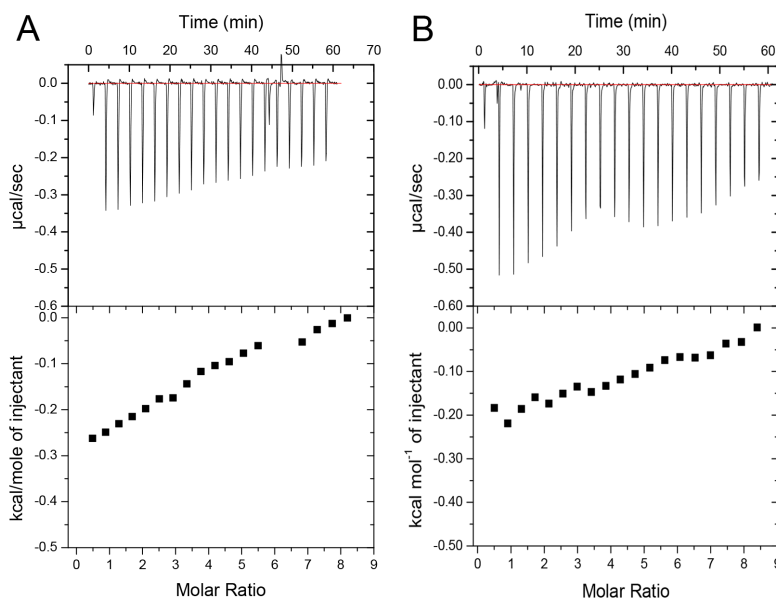 A
Time (min)
0 10 20 30 40 50 60 70
0.0
-0.1
-0.2
-0.3
-0.4
-0.5
-0.6
µcal/sec
0.0
-0.1
-0.2
-0.3
-0.4
-0.5
kcal/mole of injectant
0 1 2 3 4 5 6 7 8 9
Molar Ratio
B
Time (min)
0 10 20 30 40 50 60
0.00
-0.10
-0.20
-0.30
-0.40
-0.50
-0.60
µcal/sec
0.00
-0.10
-0.20
-0.30
-0.40
-0.50
kcal mol⁻¹ of injectant
0 1 2 3 4 5 6 7 8 9
Molar Ratio